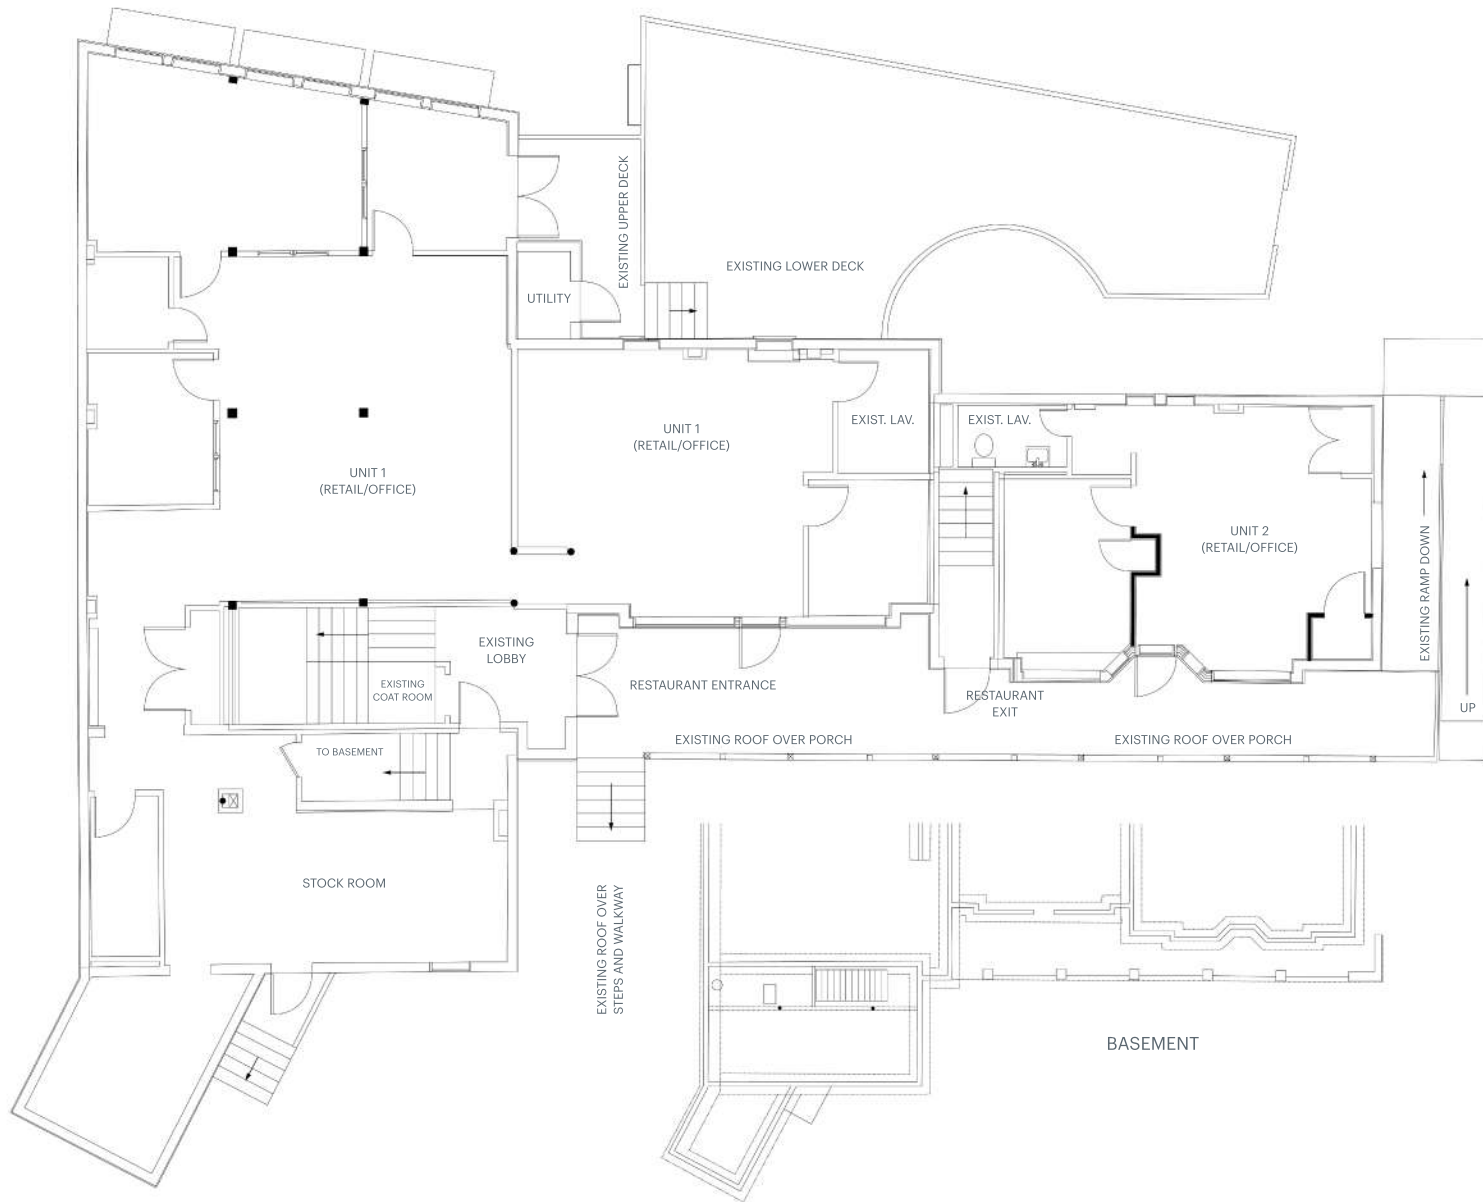 EXISTING UPPER DECK
EXISTING LOWER DECK
UTILITY
UNIT 1
(RETAIL/OFFICE)
EXIST. LAV.
EXIST. LAV.
UNIT 1
(RETAIL/OFFICE)
UNIT 2
(RETAIL/OFFICE)
EXISTING RAMP DOWN
UP
EXISTING
LOBBY
EXISTING
COAT ROOM
RESTAURANT ENTRANCE
RESTAURANT
EXIT
EXISTING ROOF OVER PORCH
EXISTING ROOF OVER PORCH
TO BASEMENT
STOCK ROOM
EXISTING ROOF OVER
STEPS AND WALKWAY
BASEMENT